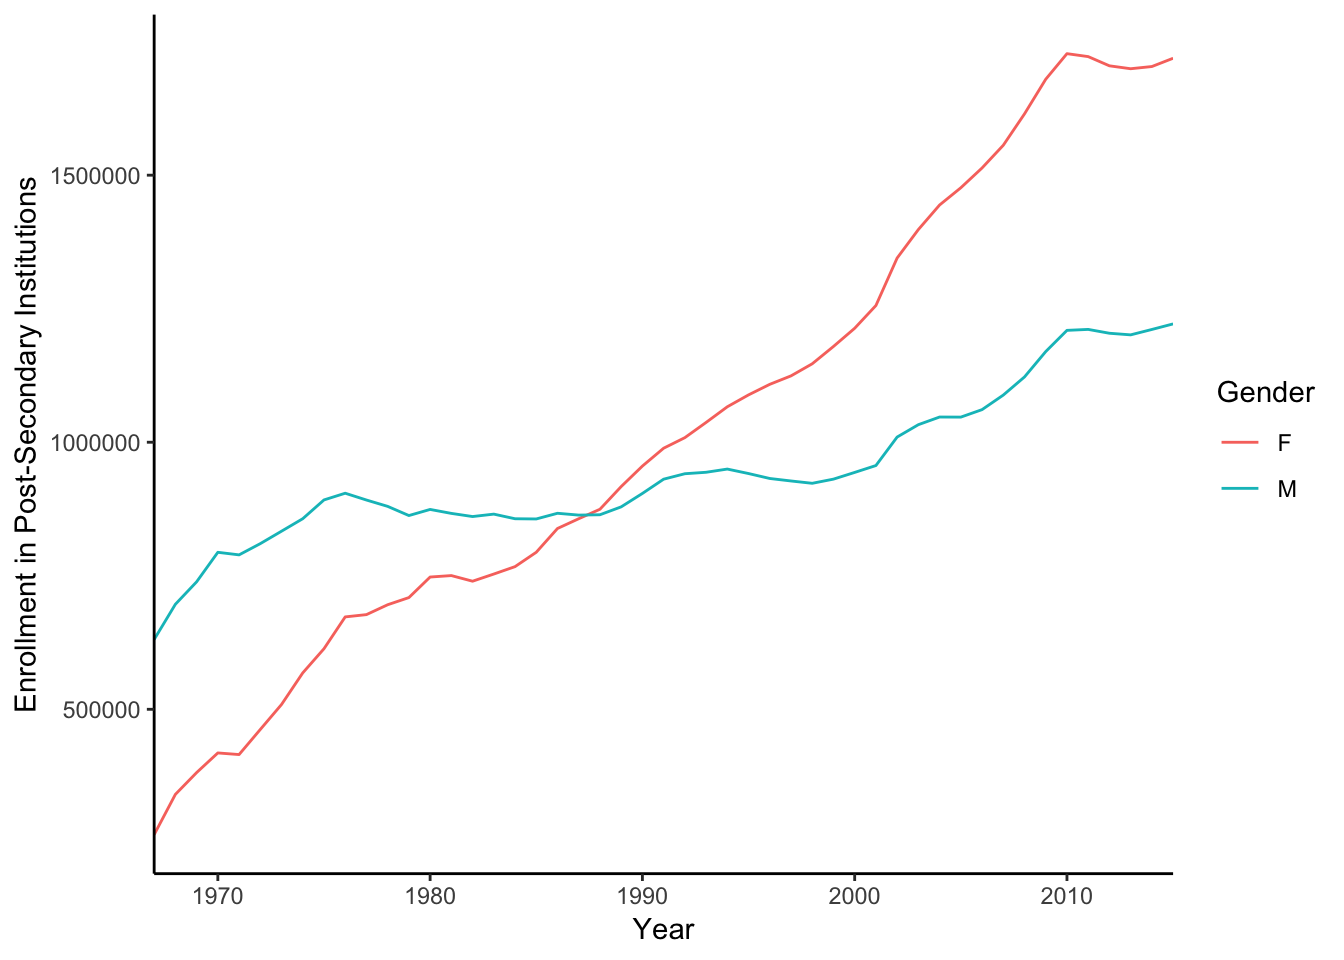 Enrollment in Post-Secondary Institutions
1500000
1000000
500000
1970 1980 1990 2000 2010
Year
Gender
F
M